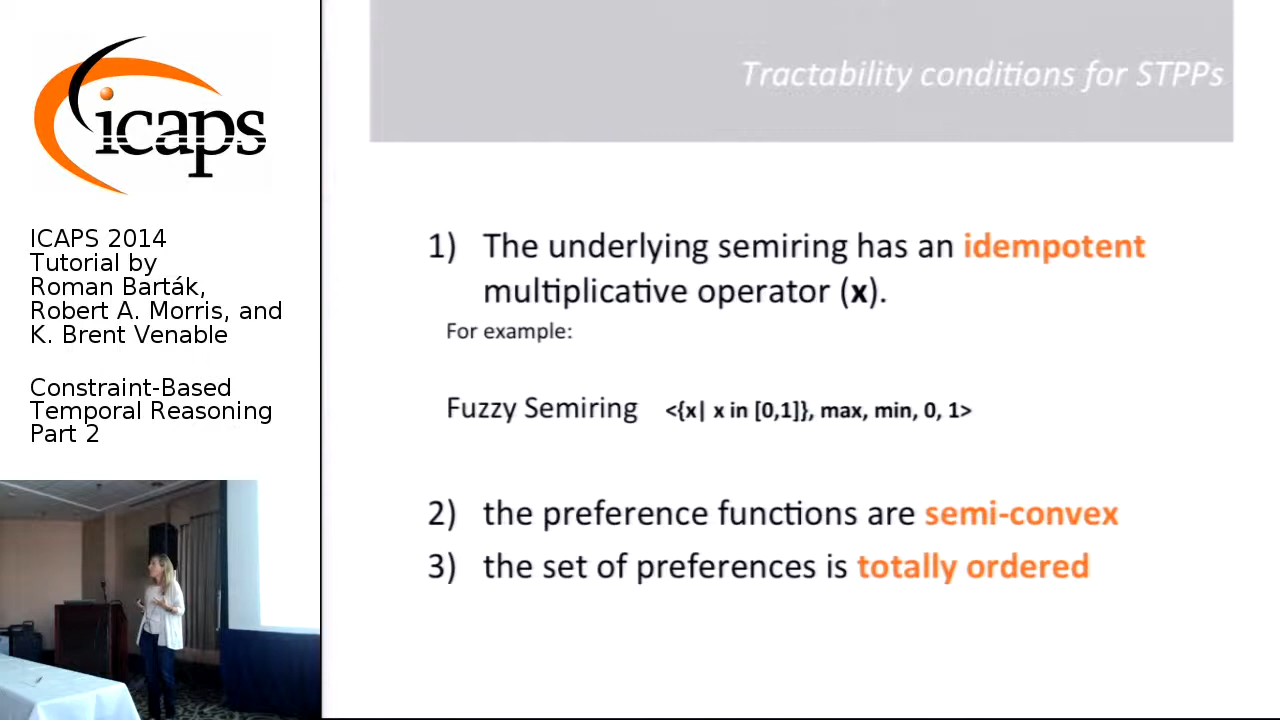 icaps
ICAPS 2014
Tutorial by
Roman Barták,
Robert A. Morris, and
K. Brent Venable
Constraint-Based
Temporal Reasoning
Part 2
Tractability conditions for STPPs
1) The underlying semiring has an idempotent
multiplicative operator (x).
For example:
Fuzzy Semiring <{x| x in [0,1]}, max, min, 0, 1>
2) the preference functions are semi-convex
3) the set of preferences is totally ordered